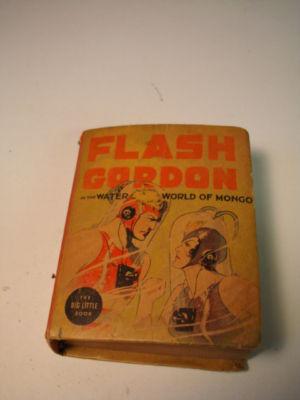 FLASH
GORDON
IN THE WATER WORLD OF MONGO
THE
BIG LITTLE
BOOK